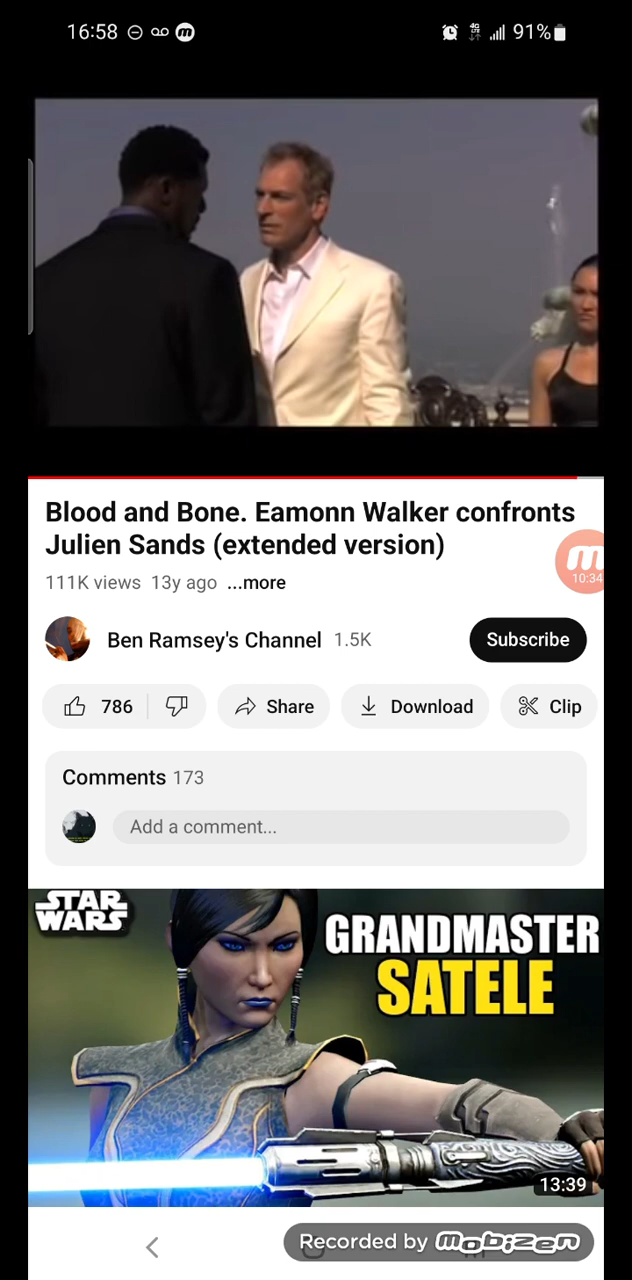 16:58
4G
91%
Blood and Bone. Eamonn Walker confronts
Julien Sands (extended version)
111K views 13y ago ...more
m
10:34
Ben Ramsey's Channel 1.5K
Subscribe
786
Share
Download
Clip
Comments 173
Add a comment...
STAR
WARS
GRANDMASTER
SATELE
13:39
Recorded by mobizen